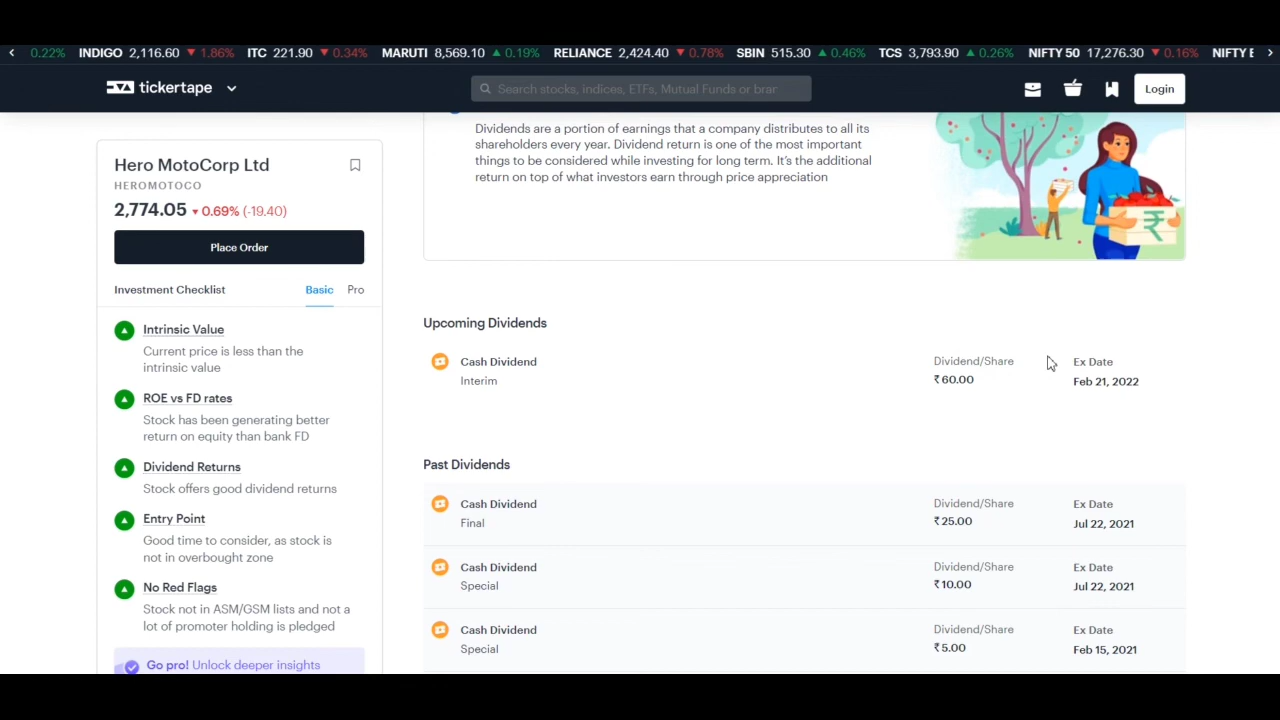 0.22% INDIGO 2,116.60 ▼ 1.86% ITC 221.90 ▼ 0.34% MARUTI 8,569.10 ▲ 0.19% RELIANCE 2,424.40 ▼ 0.78% SBIN 515.30 ▲ 0.46% TCS 3,793.90 ▲ 0.26% NIFTY 50 17,276.30 ▼ 0.16% NIFTY
tickertape
Search stocks, indices, ETFs, Mutual Funds or bran
Login
Hero MotoCorp Ltd
HEROMOTOCO
2,774.05 ▼ 0.69% (-19.40)
Place Order
Investment Checklist Basic Pro
Intrinsic Value
Current price is less than the
intrinsic value
ROE vs FD rates
Stock has been generating better
return on equity than bank FD
Dividend Returns
Stock offers good dividend returns
Entry Point
Good time to consider, as stock is
not in overbought zone
No Red Flags
Stock not in ASM/GSM lists and not a
lot of promoter holding is pledged
Go pro! Unlock deeper insights
Dividends are a portion of earnings that a company distributes to all its
shareholders every year. Dividend return is one of the most important
things to be considered while investing for long term. It's the additional
return on top of what investors earn through price appreciation
₹
Upcoming Dividends
Cash Dividend Dividend/Share Ex Date
Interim ₹60.00 Feb 21, 2022
Past Dividends
Cash Dividend Dividend/Share Ex Date
Final ₹25.00 Jul 22, 2021
Cash Dividend Dividend/Share Ex Date
Special ₹10.00 Jul 22, 2021
Cash Dividend Dividend/Share Ex Date
Special ₹5.00 Feb 15, 2021